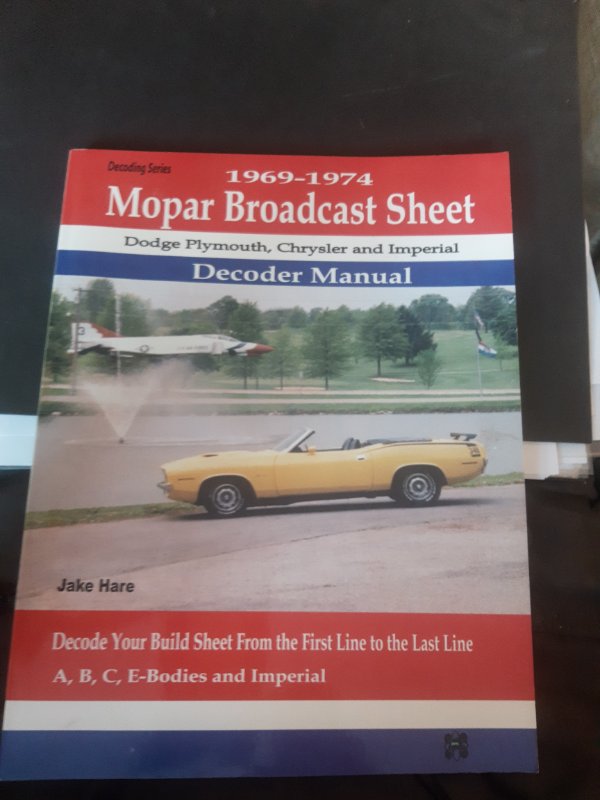 Decoding Series
1969-1974
Mopar Broadcast Sheet
Dodge Plymouth, Chrysler and Imperial
Decoder Manual
Jake Hare
Decode Your Build Sheet From the First Line to the Last Line
A, B, C, E-Bodies and Imperial